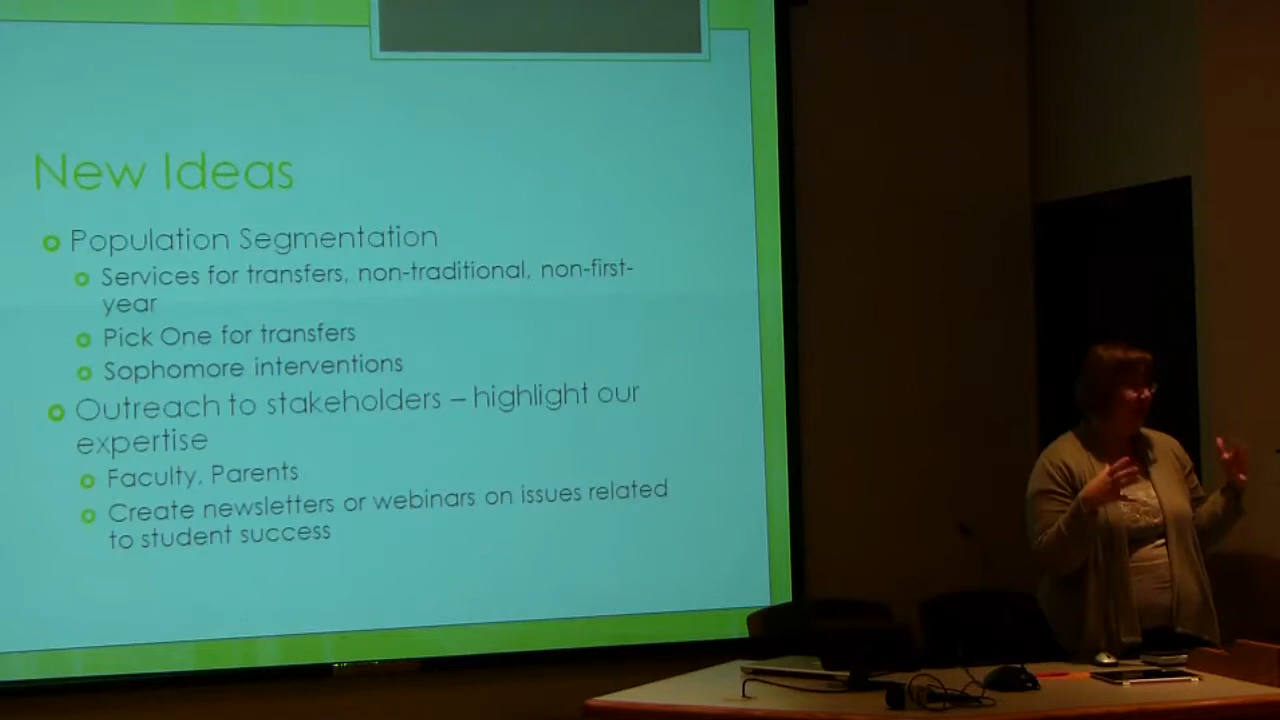 New Ideas
Population Segmentation
Services for transfers, non-traditional, non-first-
year
Pick One for transfers
Sophomore interventions
Outreach to stakeholders – highlight our
expertise
Faculty, Parents
Create newsletters or webinars on issues related
to student success